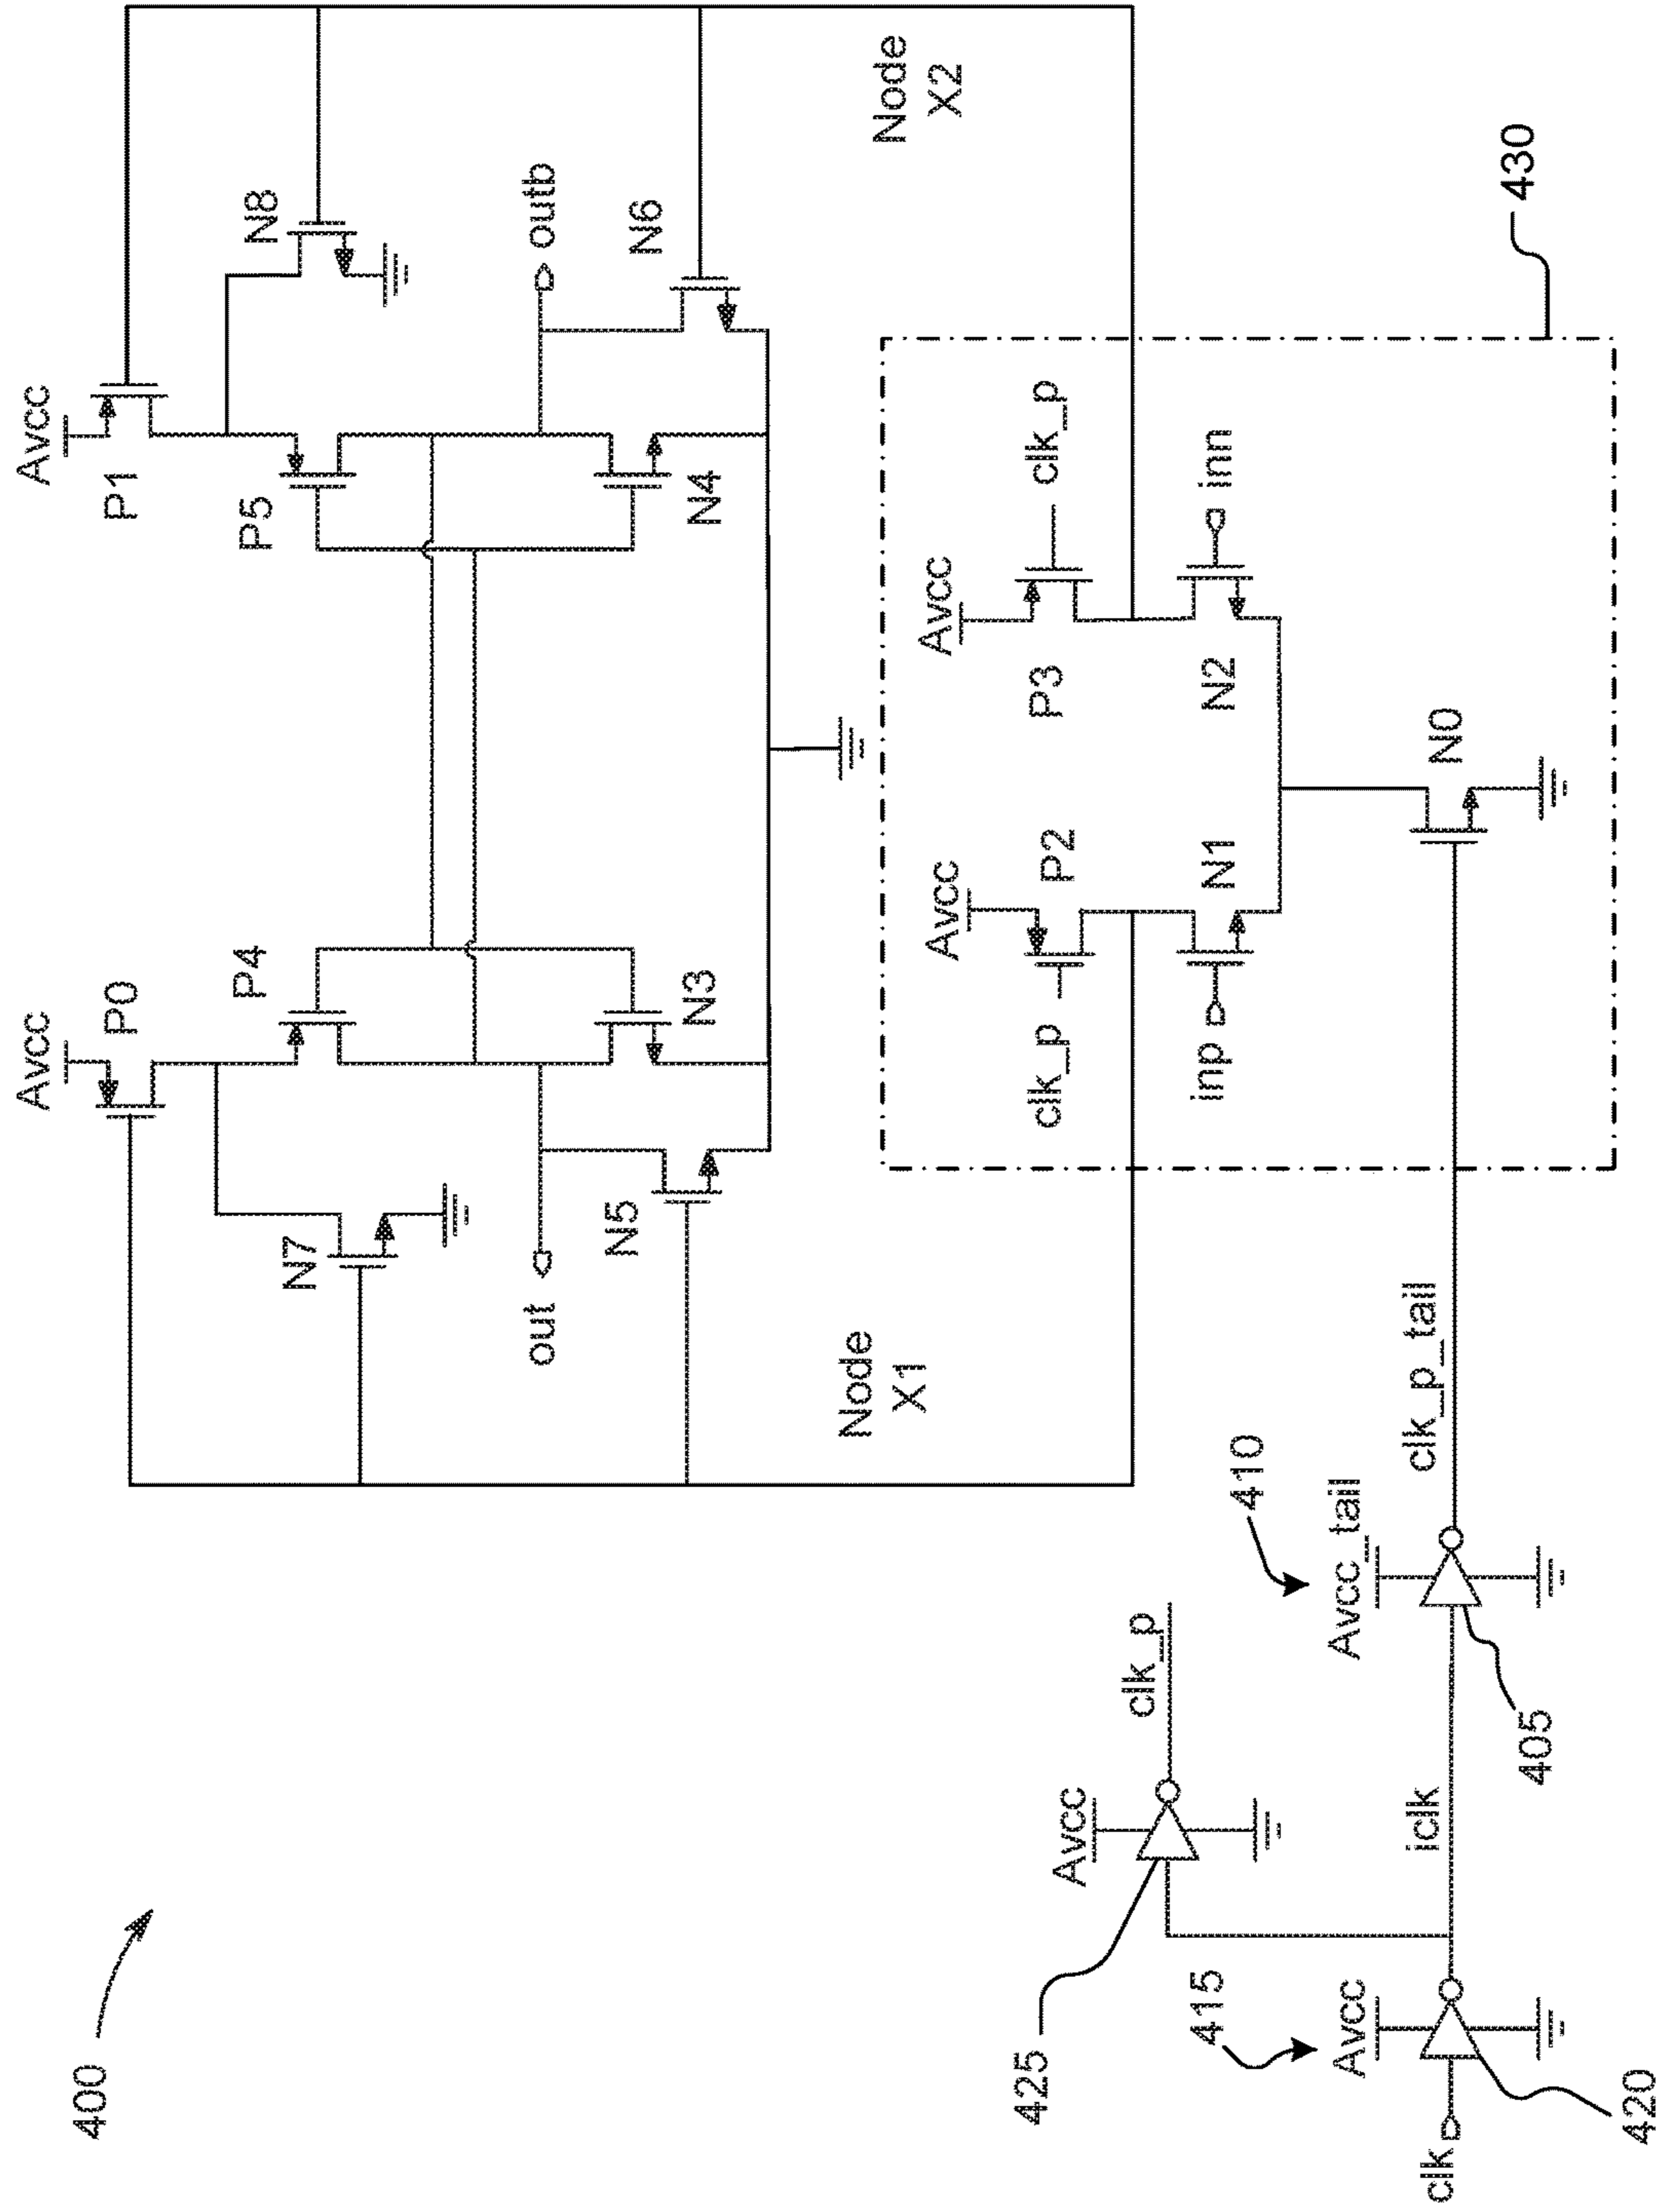 Avcc
Avcc
400
P0
P1
P4
P5
N8
N7
out
outb
N5
N6
N3
N4
Node
X1
Node
X2
Avcc
Avcc
425
Avcc
clk_p
P2
P3
clk_p
clk_p
415
410
inp
N1
N2
inn
Avcc
Avcc_tail
clk
iclk
clk_p_tail
N0
430
405
420